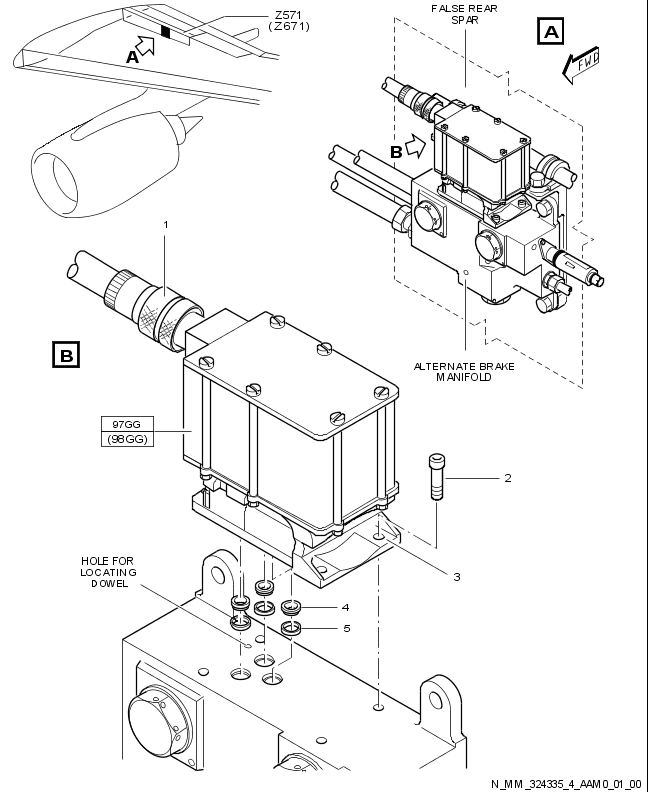 Z571
(Z671)
A
FALSE REAR
SPAR
A
FWD
B
ALTERNATE BRAKE
MANIFOLD
1
B
97GG
(98GG)
2
3
HOLE FOR
LOCATING
DOWEL
4
5
N_MM_324335_4_AAM0_01_00